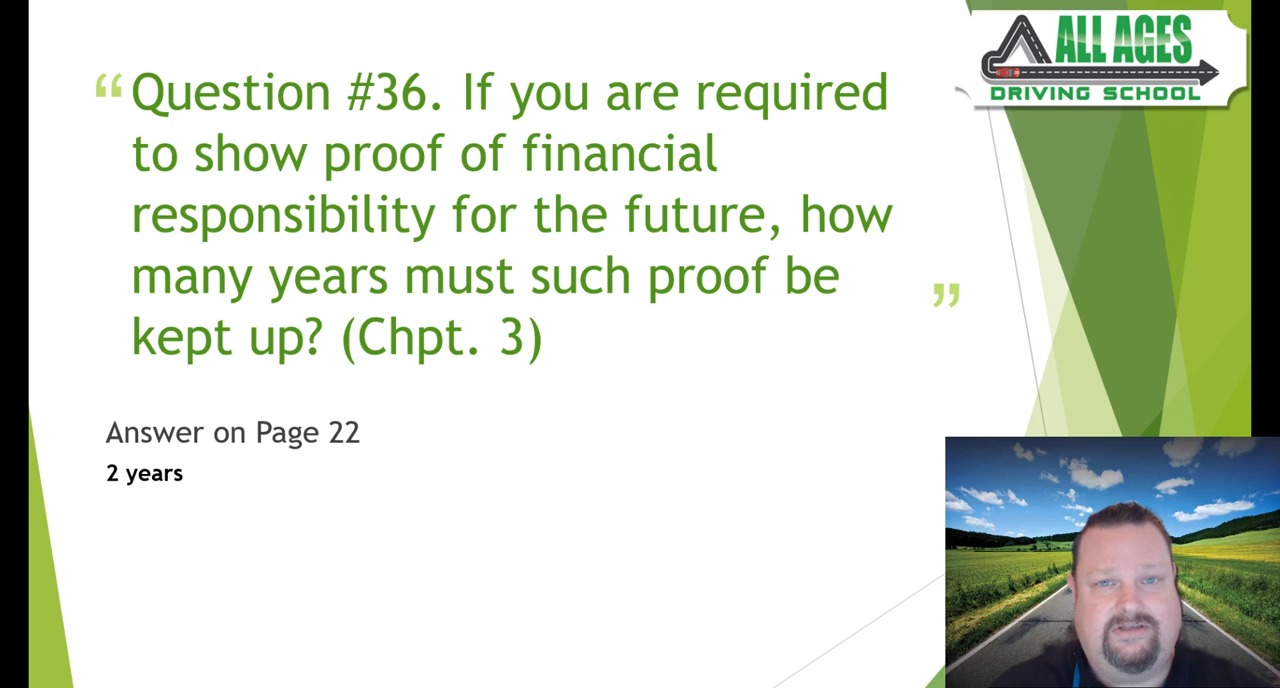 ALL AGES
DRIVING SCHOOL
“Question #36. If you are required
to show proof of financial
responsibility for the future, how
many years must such proof be
kept up? (Chpt. 3)”
Answer on Page 22
2 years